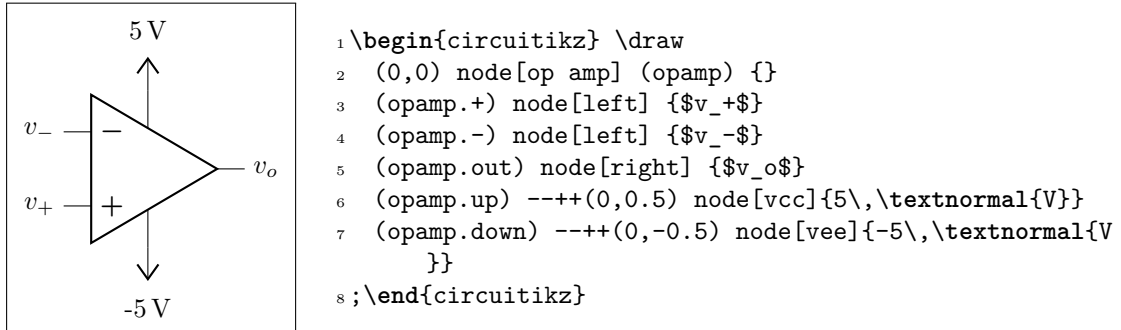 5 V
v_-
−
v_o
v_+
+
-5 V
1 \begin{circuitikz} \draw
2   (0,0) node[op amp] (opamp) {}
3   (opamp.+) node[left] {$v_+$}
4   (opamp.-) node[left] {$v_-$}
5   (opamp.out) node[right] {$v_o$}
6   (opamp.up) --++(0,0.5) node[vcc]{5\,\textnormal{V}}
7   (opamp.down) --++(0,-0.5) node[vee]{-5\,\textnormal{V
}}
8 ;\end{circuitikz}